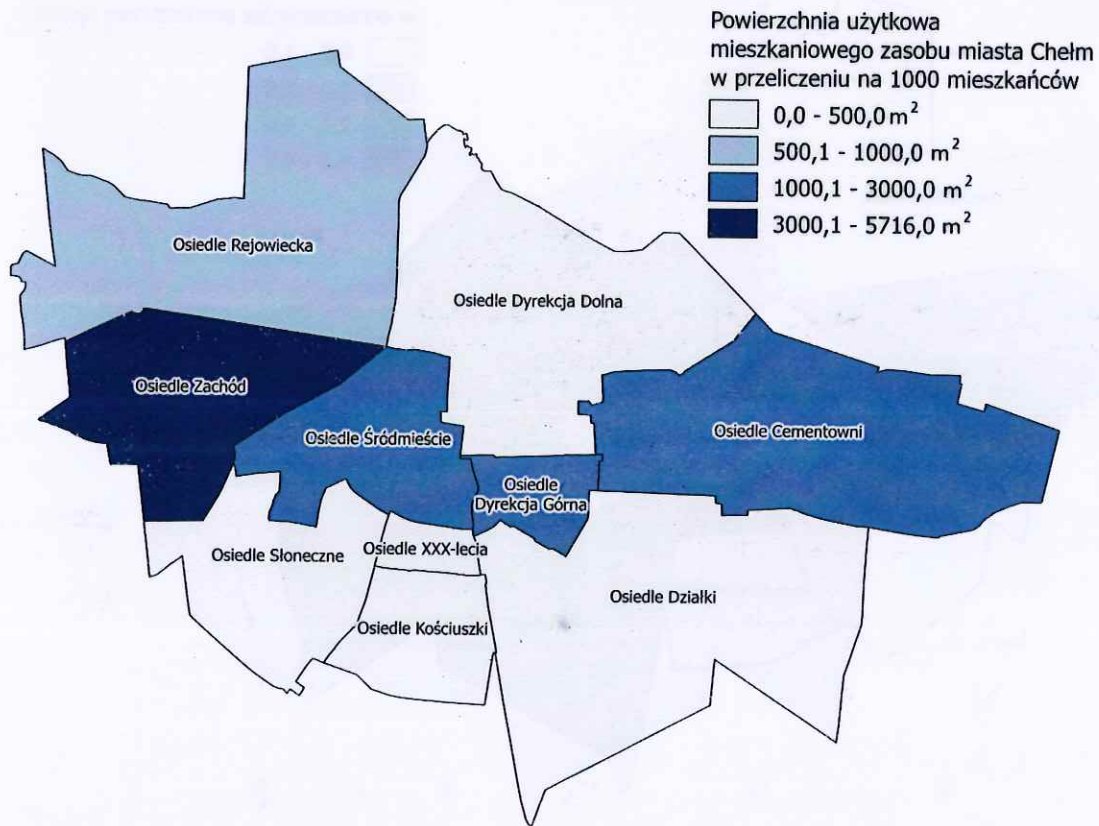 Powierzchnia użytkowa
mieszkaniowego zasobu miasta Chełm
w przeliczeniu na 1000 mieszkańców
0,0 - 500,0 m²
500,1 - 1000,0 m²
1000,1 - 3000,0 m²
3000,1 - 5716,0 m²
Osiedle Rejowiecka
Osiedle Dyrekcja Dolna
Osiedle Zachód
Osiedle Śródmieście
Osiedle Cementowni
Osiedle
Dyrekcja Górna
Osiedle Słoneczne
Osiedle XXX-lecia
Osiedle Działki
Osiedle Kościuszki